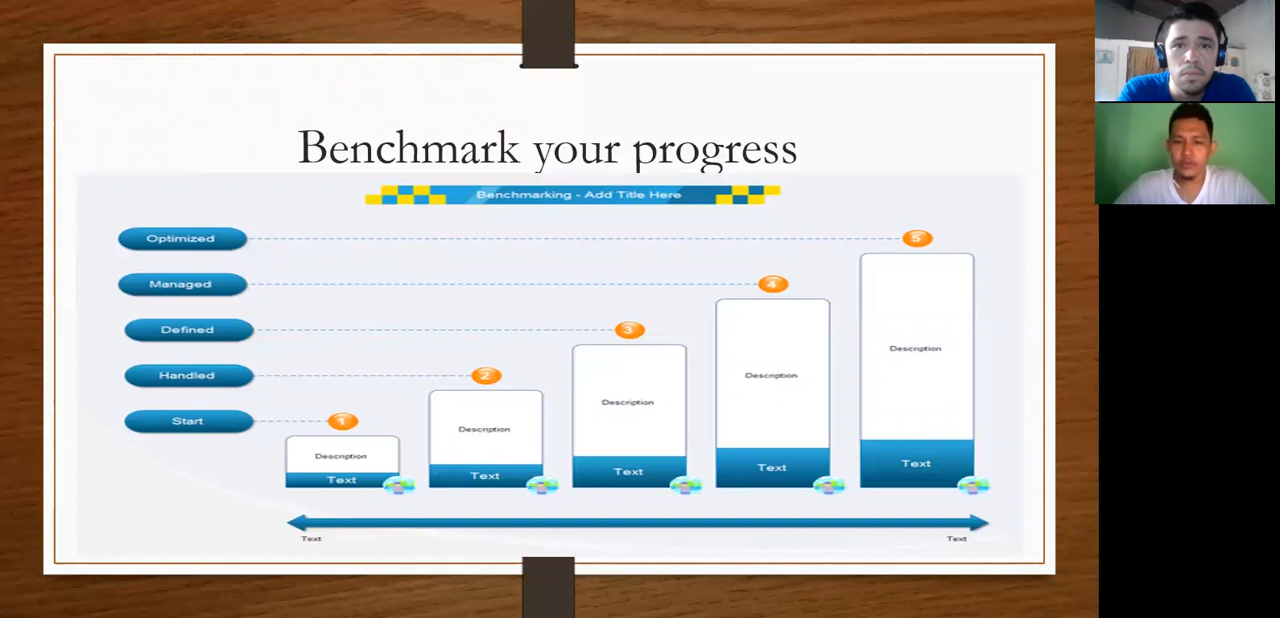 Benchmark your progress
Benchmarking - Add Title Here
Optimized
5
Managed
4
Defined
3
Handled
2
Start
1
Description
Description
Description
Description
Description
Text
Text
Text
Text
Text
Text
Text